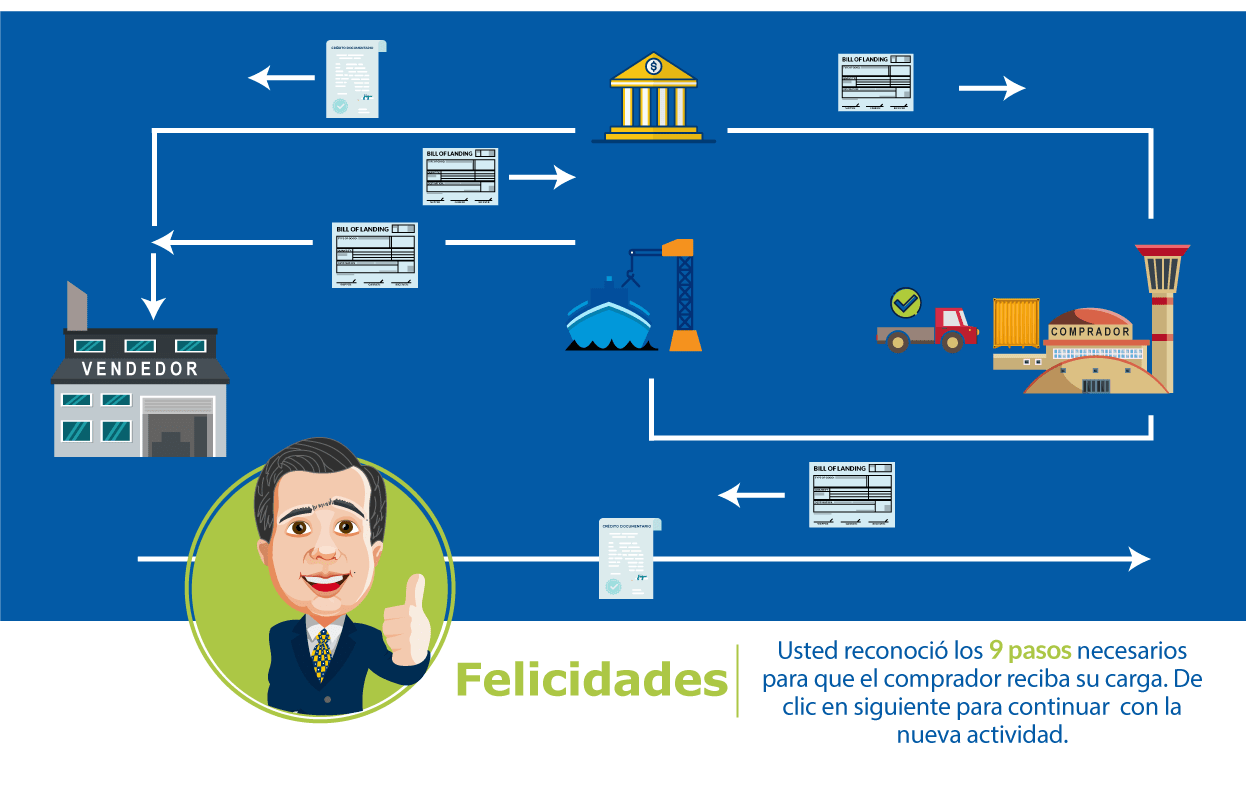 CRÉDITO DOCUMENTARIO
BILL OF LANDING
BILL OF LANDING
BILL OF LANDING
COMPRADOR
VENDEDOR
BILL OF LANDING
CRÉDITO DOCUMENTARIO
Felicidades
Usted reconoció los 9 pasos necesarios
para que el comprador reciba su carga. De
clic en siguiente para continuar con la
nueva actividad.